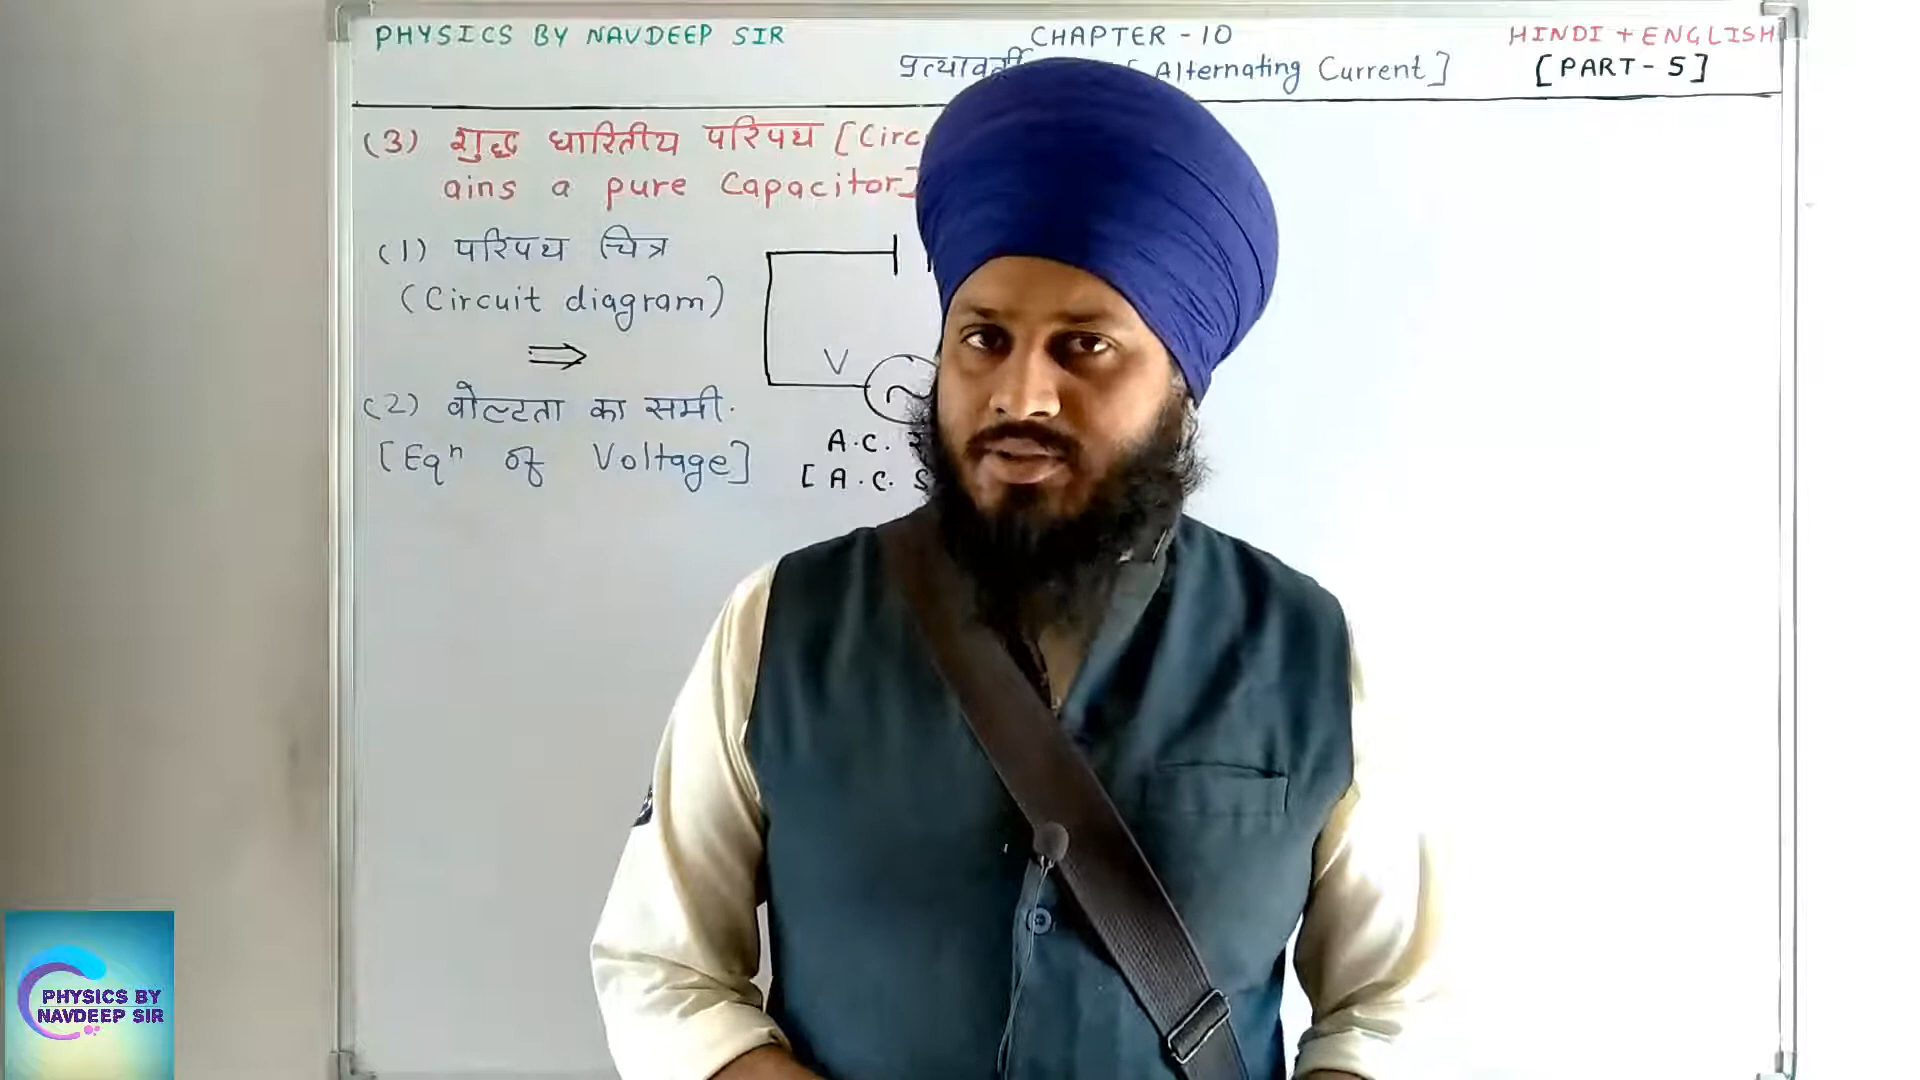 PHYSICS BY NAVDEEP SIR
CHAPTER - 10
HINDI + ENGLISH
[Alternating Current]
[PART - 5]
(3) शुद्ध धारितीय परिपथ [Circ
ains a pure Capacitor]
(1) परिपथ चित्र
(Circuit diagram)
⇒
V
(2) वोल्टता का समी.
[Eqⁿ of Voltage]
A.C.
[A.C. S
PHYSICS BY
NAVDEEP SIR